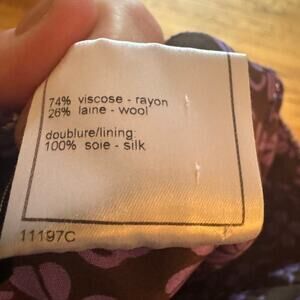 74% viscose - rayon
26% laine - wool
doublure/lining:
100% soie - silk
11197C